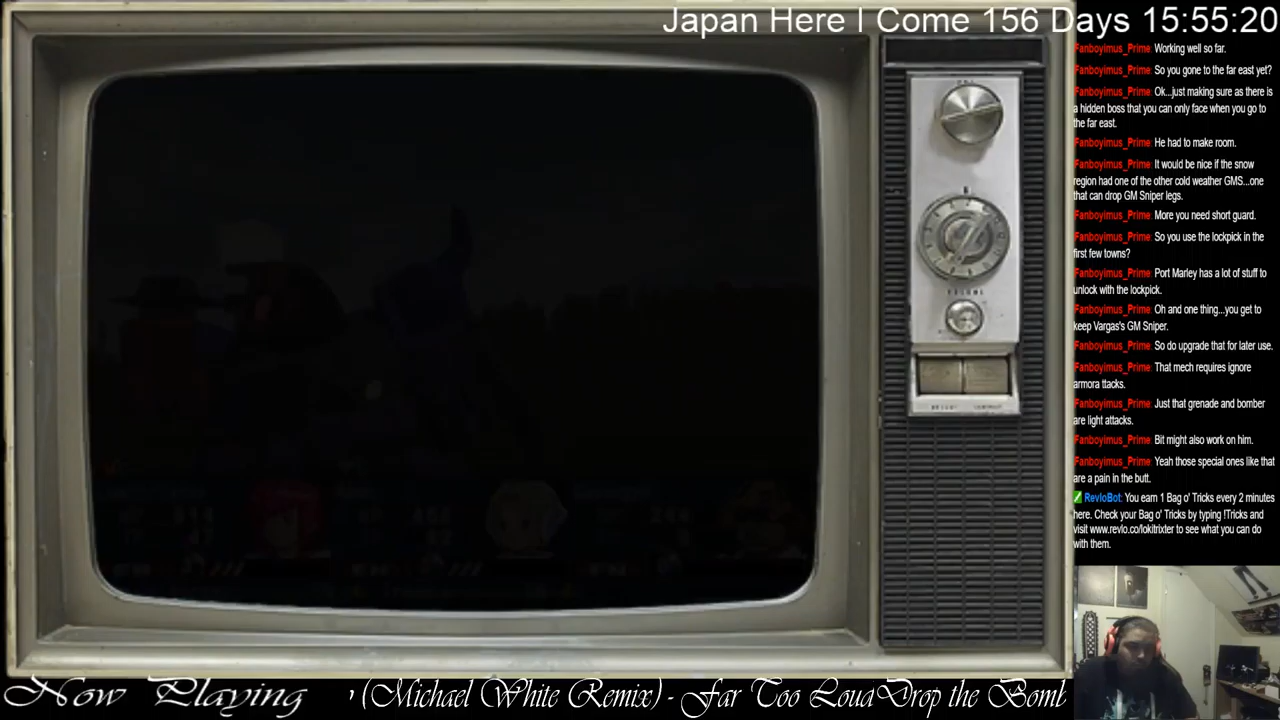 Japan Here I Come 156 Days 15:55:20
Fanboyimus_Prime: Working well so far.
Fanboyimus_Prime: So you gone to the far east yet?
Fanboyimus_Prime: Ok...just making sure as there is
a hidden boss that you can only face when you go to
the far east.
Fanboyimus_Prime: He had to make room.
Fanboyimus_Prime: It would be nice if the snow
region had one of the other cold weather GMS...one
that can drop GM Sniper legs.
Fanboyimus_Prime: More you need short guard.
Fanboyimus_Prime: So you use the lockpick in the
first few towns?
Fanboyimus_Prime: Port Marley has a lot of stuff to
unlock with the lockpick.
Fanboyimus_Prime: Oh and one thing...you get to
keep Vargas's GM Sniper.
Fanboyimus_Prime: So do upgrade that for later use.
Fanboyimus_Prime: That mech requires ignore
armora ttacks.
Fanboyimus_Prime: Just that grenade and bomber
are light attacks.
Fanboyimus_Prime: Bit might also work on him.
Fanboyimus_Prime: Yeah those special ones like that
are a pain in the butt.
RevloBot: You earn 1 Bag o' Tricks every 2 minutes
here. Check your Bag o' Tricks by typing !Tricks and
visit www.revlo.co/lokitrixter to see what you can do
with them.
VOLUME
Now Playing
(Michael White Remix) - Far Too Loud Drop the Bomb